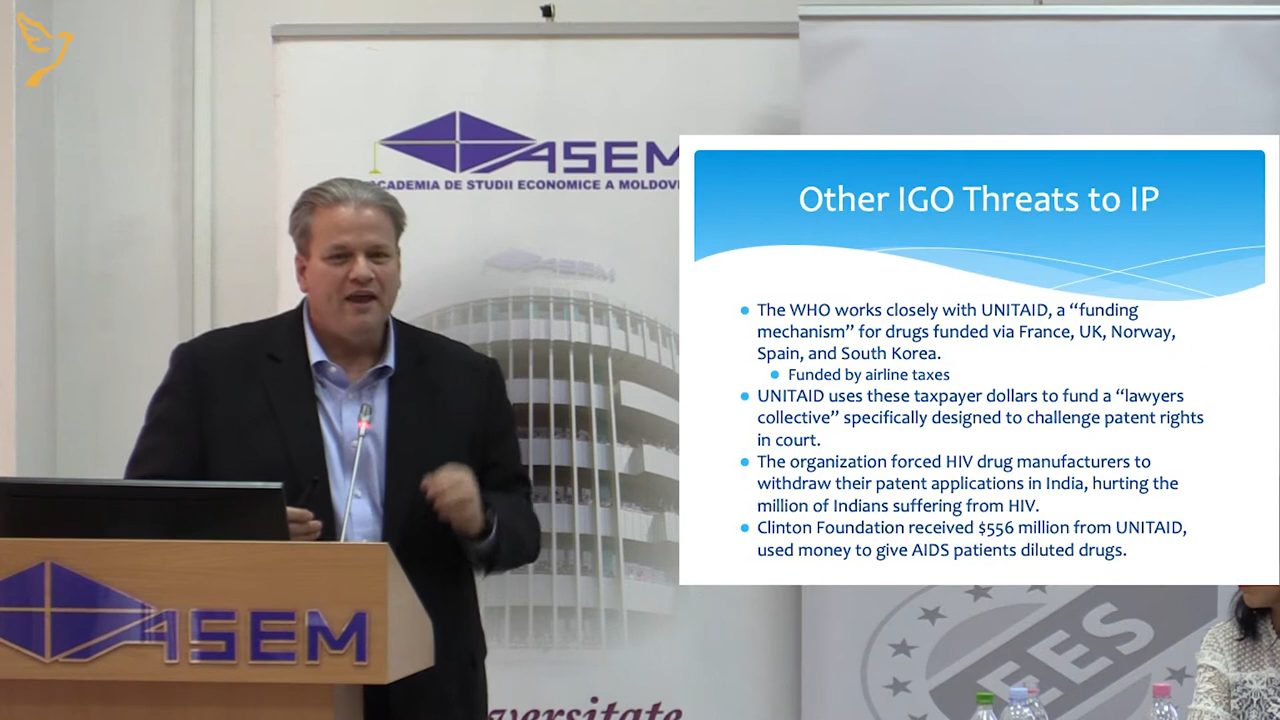 ASEM
ACADEMIA DE STUDII ECONOMICE A MOLDOV
ASEM
Other IGO Threats to IP
The WHO works closely with UNITAID, a “funding
mechanism” for drugs funded via France, UK, Norway,
Spain, and South Korea.
Funded by airline taxes
UNITAID uses these taxpayer dollars to fund a “lawyers
collective” specifically designed to challenge patent rights
in court.
The organization forced HIV drug manufacturers to
withdraw their patent applications in India, hurting the
million of Indians suffering from HIV.
Clinton Foundation received $556 million from UNITAID,
used money to give AIDS patients diluted drugs.
ASEM
EES
versitate